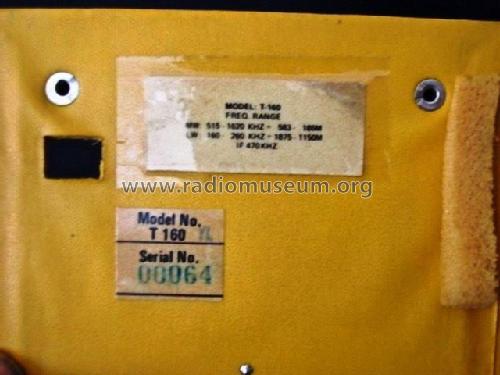 MODEL: T-160
FREQ. RANGE
MW: 515 - 1620 KHZ - 583 - 185M
LW: 160 - 260 KHZ - 1875 - 1150M
IF 470 KHZ
© www.radiomuseum.org
Model No.
T 160 YL
Serial No.
00064